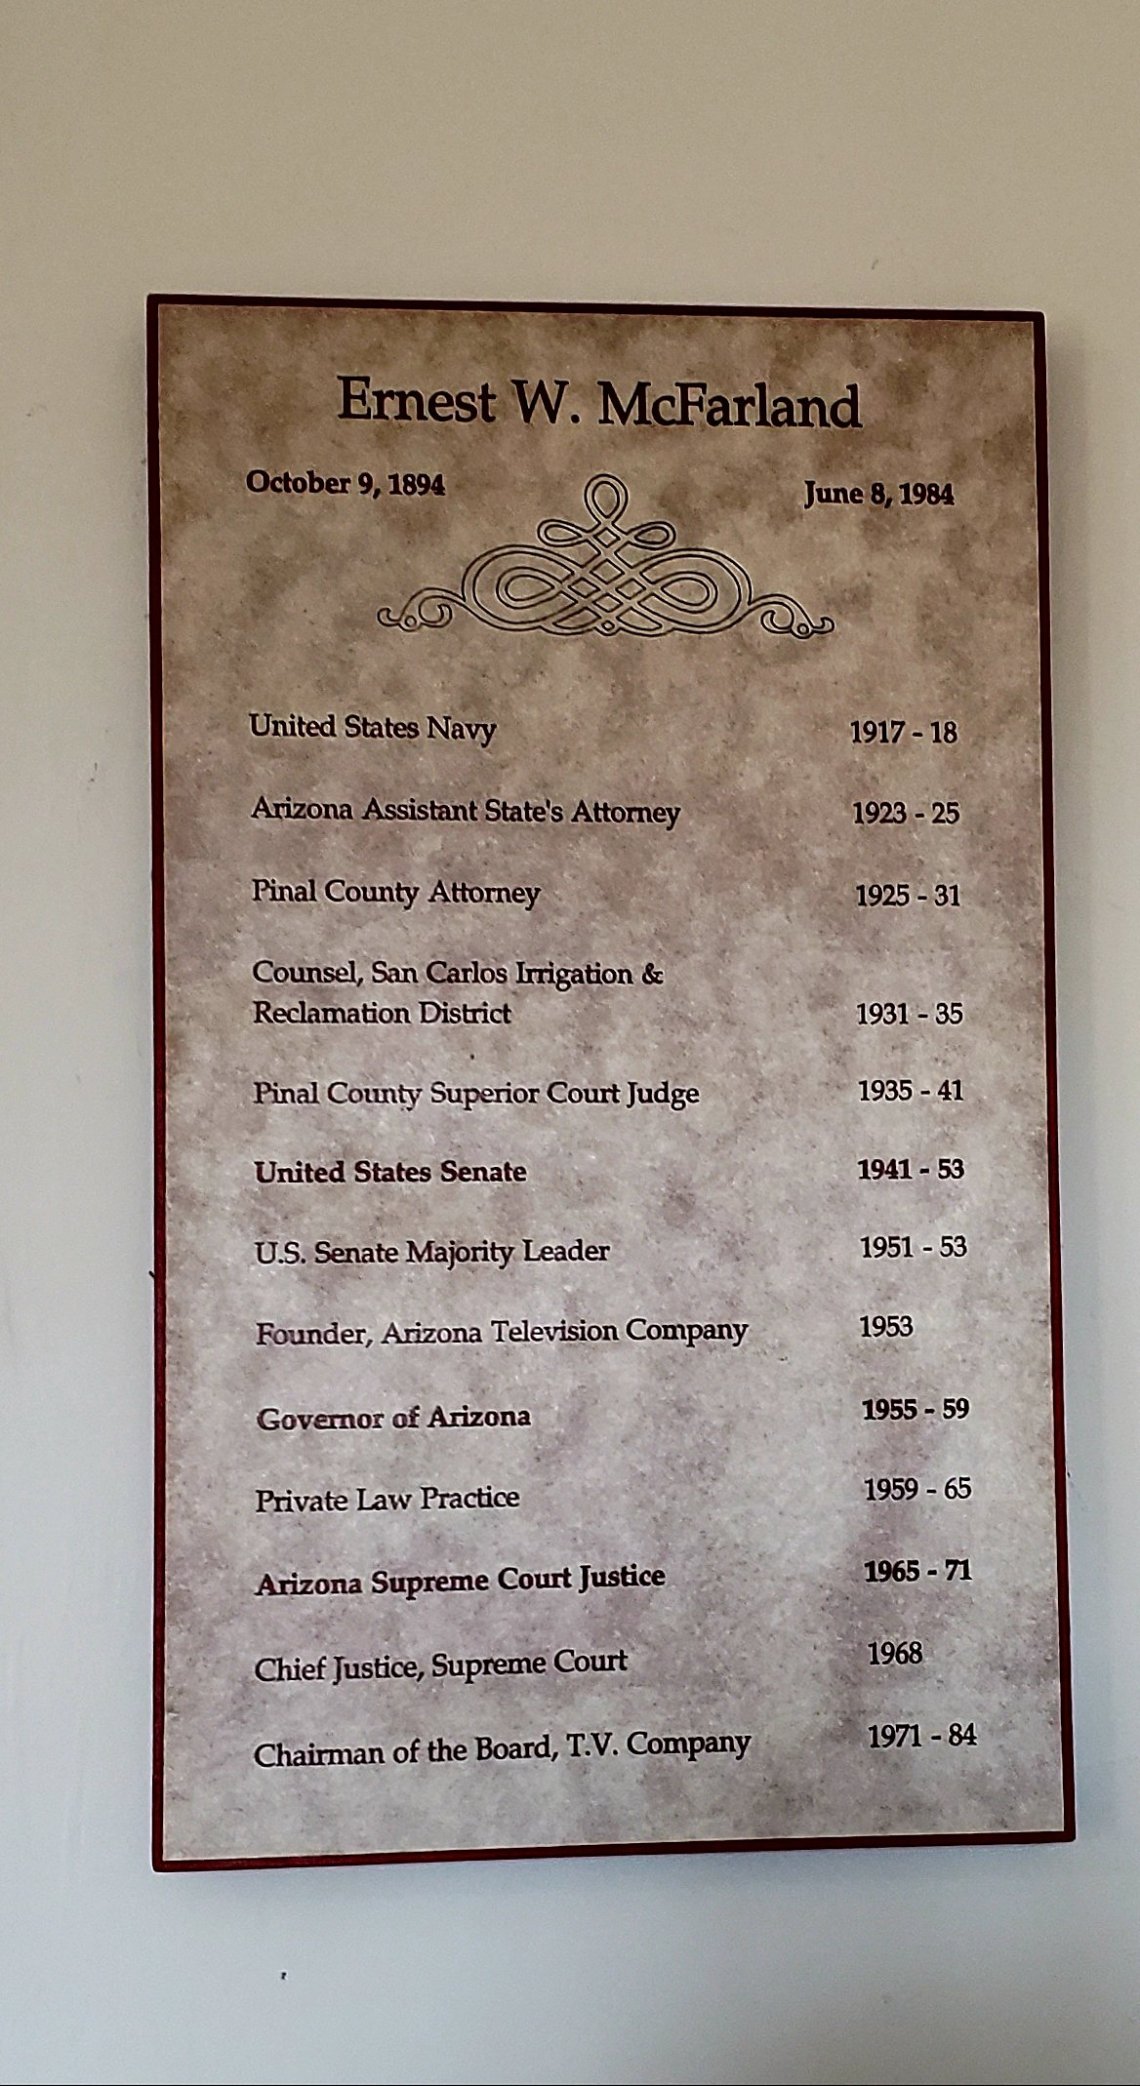 Ernest W. McFarland
October 9, 1894 June 8, 1984
United States Navy 1917 - 18
Arizona Assistant State's Attorney 1923 - 25
Pinal County Attorney 1925 - 31
Counsel, San Carlos Irrigation &
Reclamation District 1931 - 35
Pinal County Superior Court Judge 1935 - 41
United States Senate 1941 - 53
U.S. Senate Majority Leader 1951 - 53
Founder, Arizona Television Company 1953
Governor of Arizona 1955 - 59
Private Law Practice 1959 - 65
Arizona Supreme Court Justice 1965 - 71
Chief Justice, Supreme Court 1968
Chairman of the Board, T.V. Company 1971 - 84